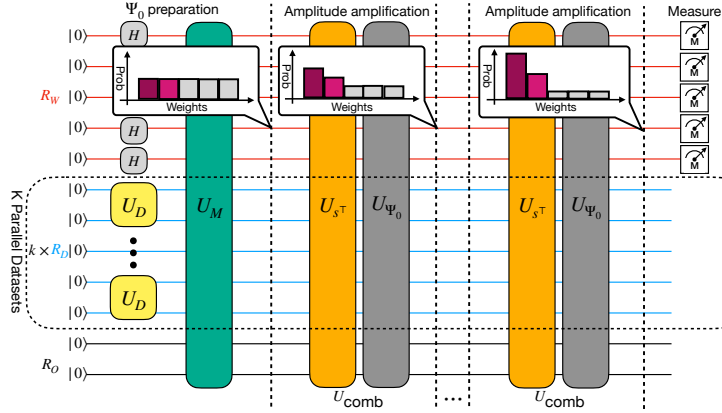 Ψ₀ preparation
Amplitude amplification
Amplitude amplification
Measure
|0⟩ H M
Prob
Weights
Prob
Weights
Prob
Weights
|0⟩ M
R_W |0⟩ M
|0⟩ H M
|0⟩ H M
K Parallel Datasets
|0⟩
U_D
U_M
U_{s^⊤}
U_{Ψ₀}
U_{s^⊤}
U_{Ψ₀}
|0⟩
k × R_D |0⟩
|0⟩
U_D
|0⟩
|0⟩
R_O |0⟩
U_comb
...
U_comb